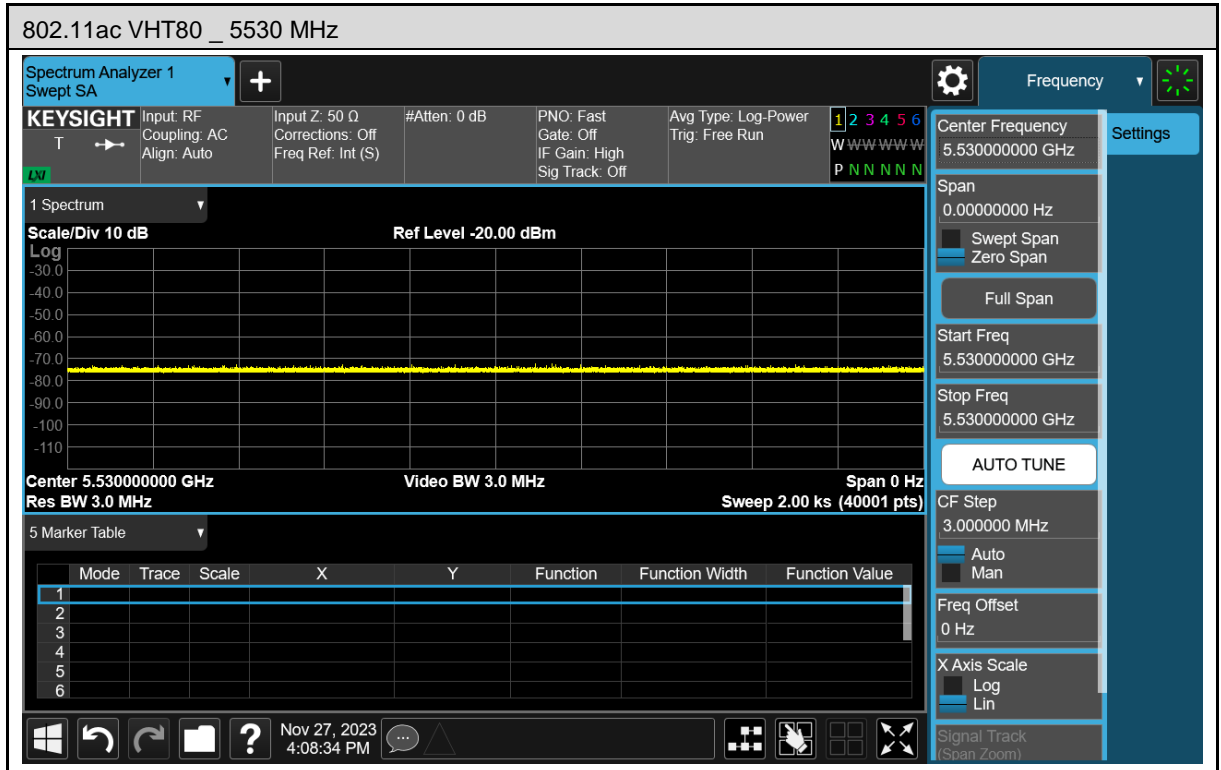 802.11ac VHT80 _ 5530 MHz
Spectrum Analyzer 1
Swept SA
Frequency
KEYSIGHT
T
LXI
Input: RF
Coupling: AC
Align: Auto
Input Z: 50 Ω
Corrections: Off
Freq Ref: Int (S)
#Atten: 0 dB
PNO: Fast
Gate: Off
IF Gain: High
Sig Track: Off
Avg Type: Log-Power
Trig: Free Run
1 2 3 4 5 6
W W W W W W
P N N N N N
1 Spectrum
Scale/Div 10 dB
Ref Level -20.00 dBm
Log
-30.0
-40.0
-50.0
-60.0
-70.0
-80.0
-90.0
-100
-110
Center 5.530000000 GHz
Video BW 3.0 MHz
Span 0 Hz
Res BW 3.0 MHz
Sweep 2.00 ks (40001 pts)
5 Marker Table
Mode Trace Scale X Y Function Function Width Function Value
1
2
3
4
5
6
Nov 27, 2023
4:08:34 PM
Center Frequency
5.530000000 GHz
Settings
Span
0.00000000 Hz
Swept Span
Zero Span
Full Span
Start Freq
5.530000000 GHz
Stop Freq
5.530000000 GHz
AUTO TUNE
CF Step
3.000000 MHz
Auto
Man
Freq Offset
0 Hz
X Axis Scale
Log
Lin
Signal Track
(Span Zoom)